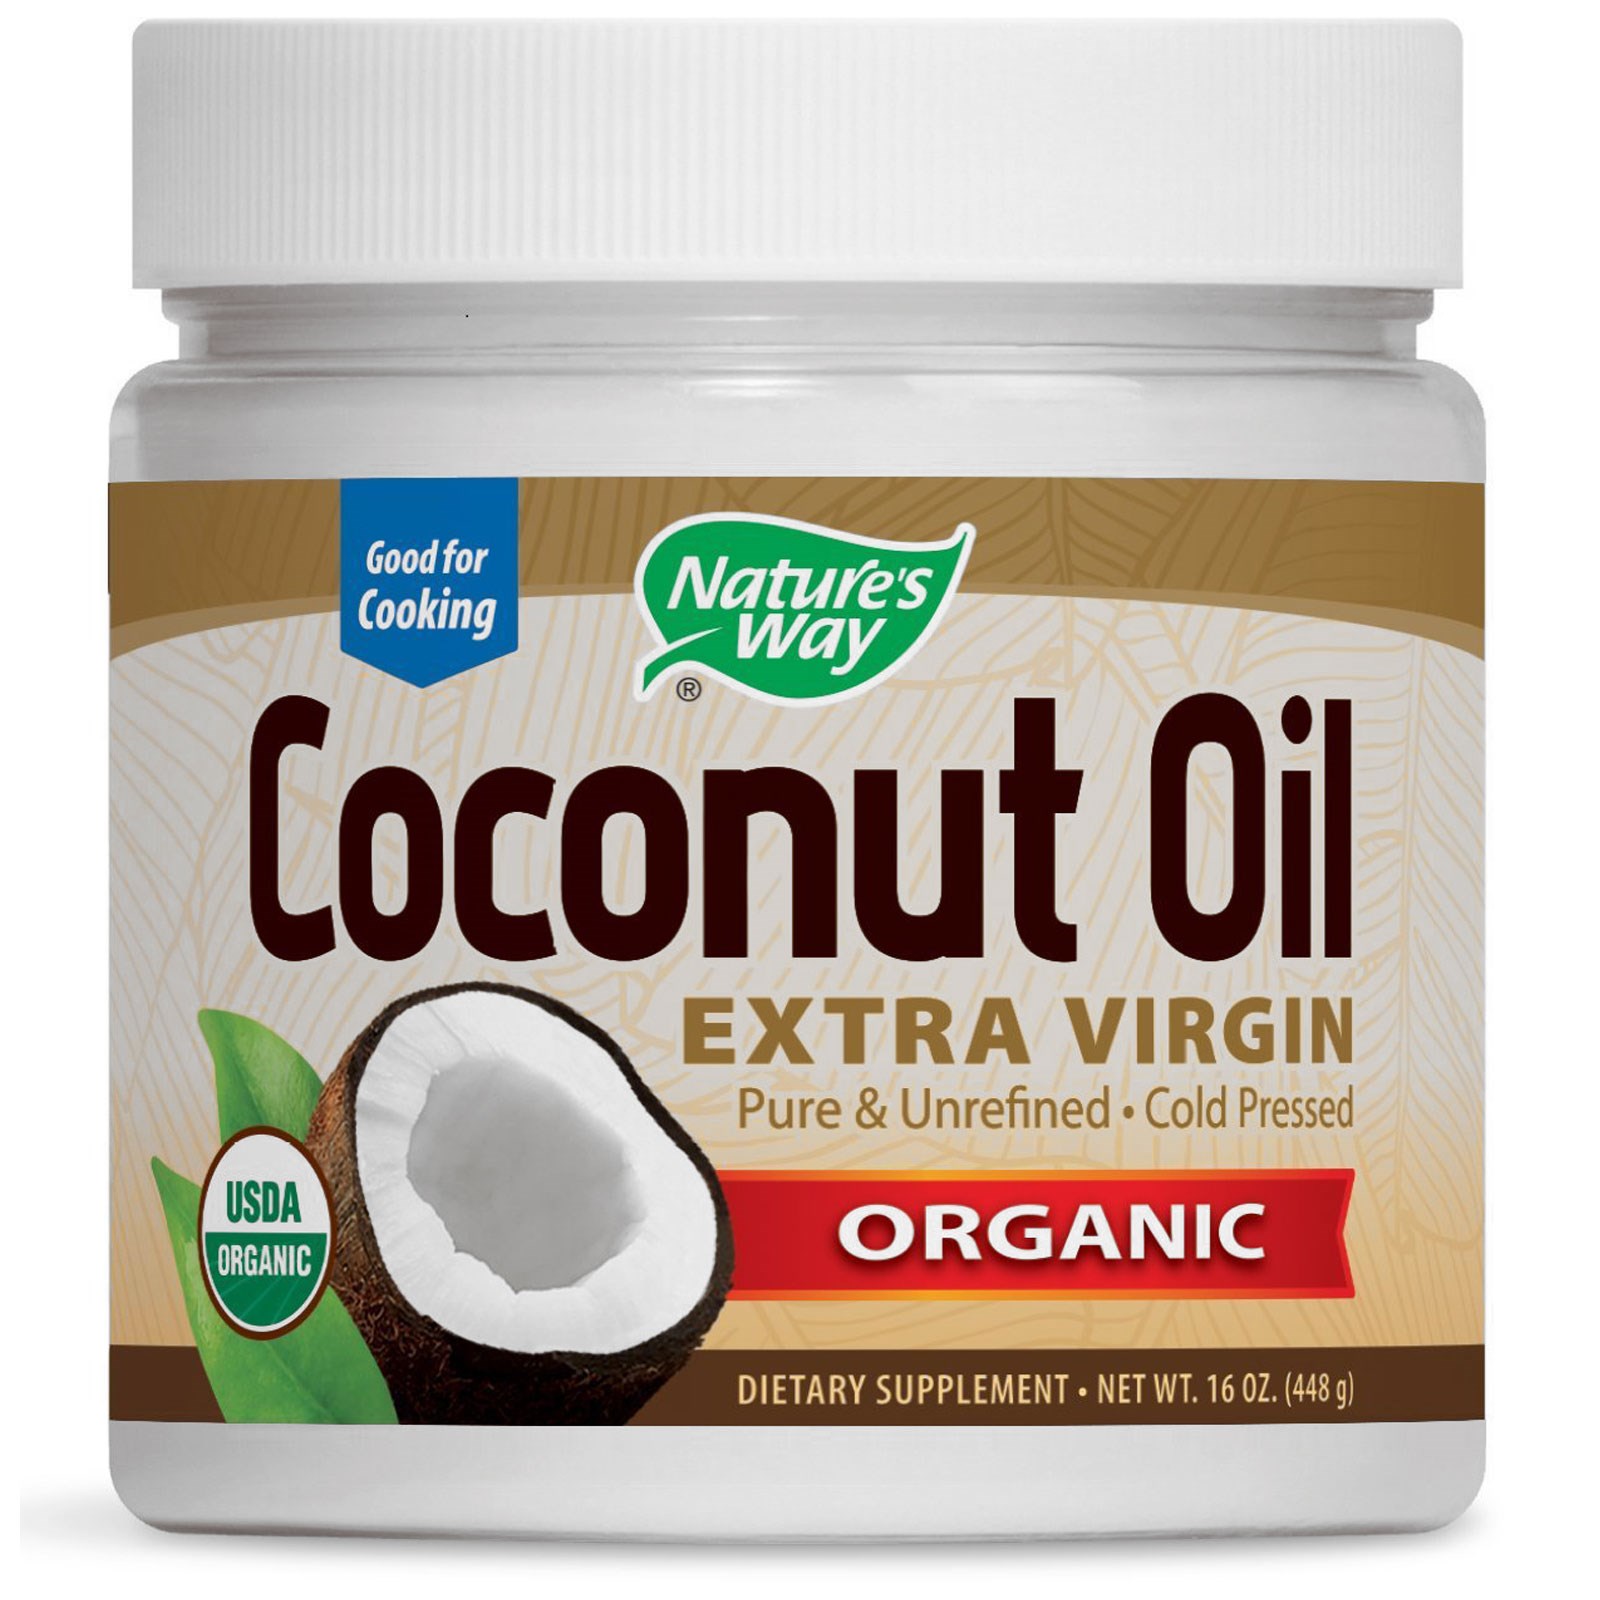 Good for
Cooking
Nature's
Way
®
Coconut Oil
EXTRA VIRGIN
Pure & Unrefined • Cold Pressed
USDA
ORGANIC
ORGANIC
DIETARY SUPPLEMENT • NET WT. 16 OZ. (448 g)